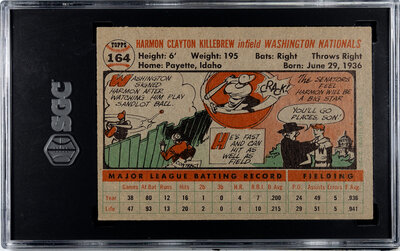 TOPPS
164
HARMON CLAYTON KILLEBREW infield WASHINGTON NATIONALS
Height: 6' Weight: 195 Bats: Right Throws Right
Home: Payette, Idaho Born: June 29, 1936
WASHINGTON
SIGNED
HARMON AFTER
WATCHING HIM PLAY
SANDLOT BALL.
CRACK!
HE'S FAST
AND CAN
HIT AS
WELL AS
FIELD.
THE SENATORS
FEEL
HARMON WILL BE
A BIG STAR.
YOU'LL GO
PLACES, SON!
MAJOR LEAGUE BATTING RECORD FIELDING
Games At Bat Runs Hits 2b 3b H.R. R.B.I. B.Avg. P.O. Assists Errors F.Avg.
Year 38 80 12 16 1 0 4 7 .200 24 49 5 .936
Life 47 93 13 20 2 0 4 10 .215 29 51 5 .941
SGC